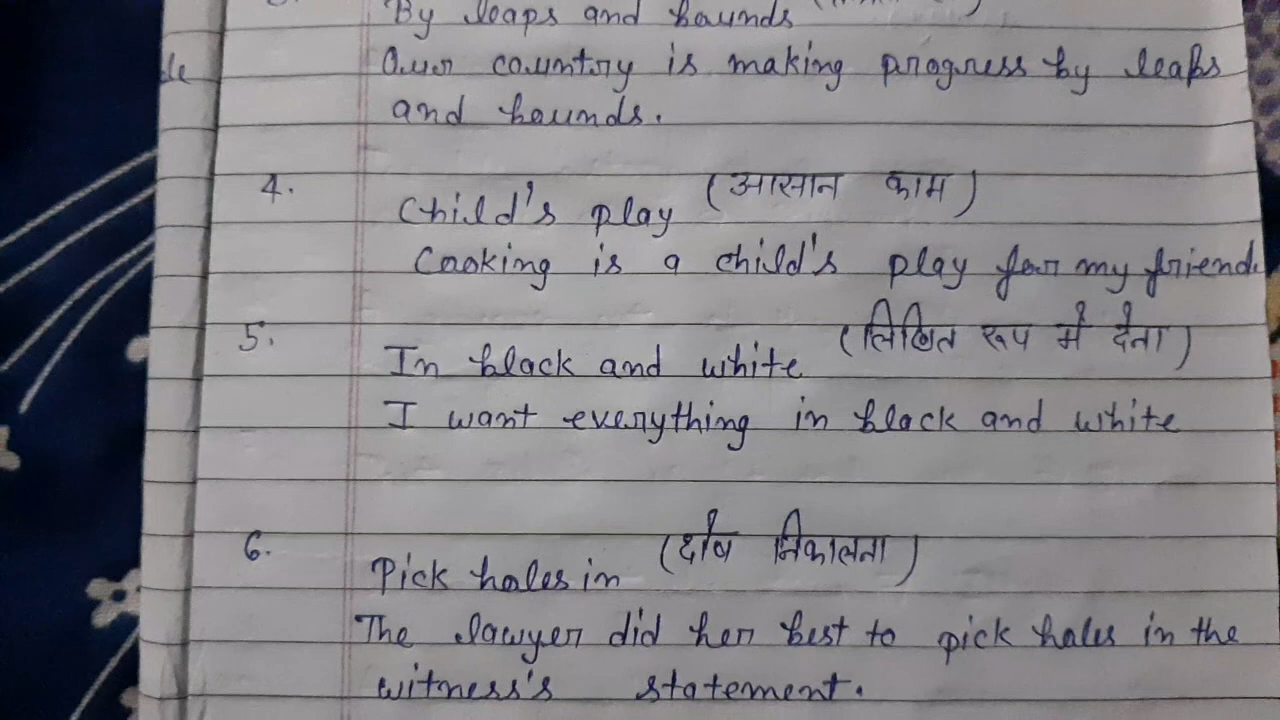 By leaps and bounds
Our country is making progress by leaps
and bounds.
4.
Child's play (आसान काम)
Cooking is a child's play for my friend.
5.
In black and white (लिखित रूप में देना)
I want everything in black and white
6.
Pick holes in (दोष निकालना)
The lawyer did her best to pick holes in the
witness's statement.